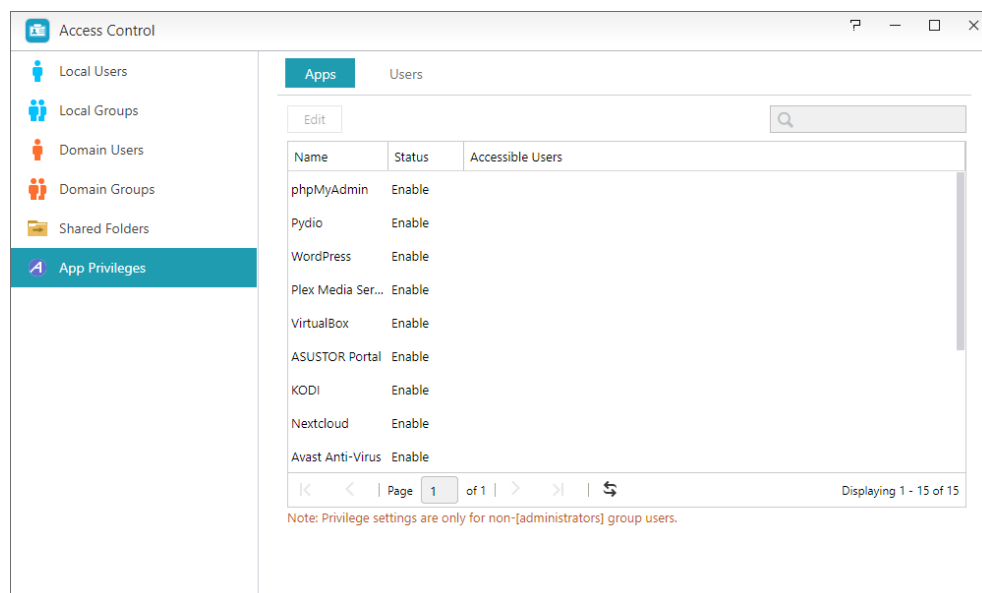 Access Control
Local Users
Local Groups
Domain Users
Domain Groups
Shared Folders
App Privileges
Apps Users
Edit
Name Status Accessible Users
phpMyAdmin Enable
Pydio Enable
WordPress Enable
Plex Media Ser... Enable
VirtualBox Enable
ASUSTOR Portal Enable
KODI Enable
Nextcloud Enable
Avast Anti-Virus Enable
Page 1 of 1 Displaying 1 - 15 of 15
Note: Privilege settings are only for non-[administrators] group users.